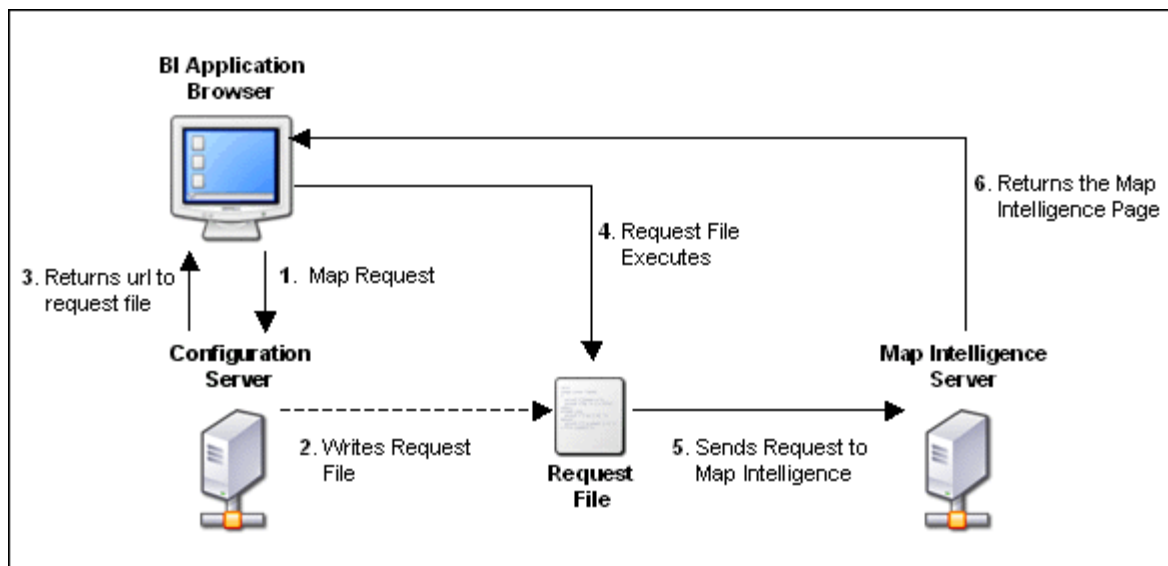 BI Application
Browser
6. Returns the Map
Intelligence Page
4. Request File
Executes
3. Returns url to
request file
1. Map Request
Configuration
Server
Map Intelligence
Server
2. Writes Request
File
Request
File
5. Sends Request to
Map Intelligence